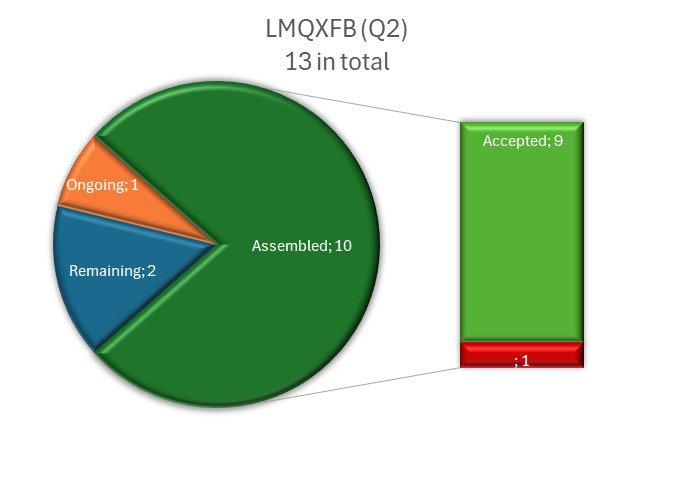 LMQXFB (Q2)
13 in total
Accepted; 9
Ongoing; 1
Assembled; 10
Remaining; 2
; 1